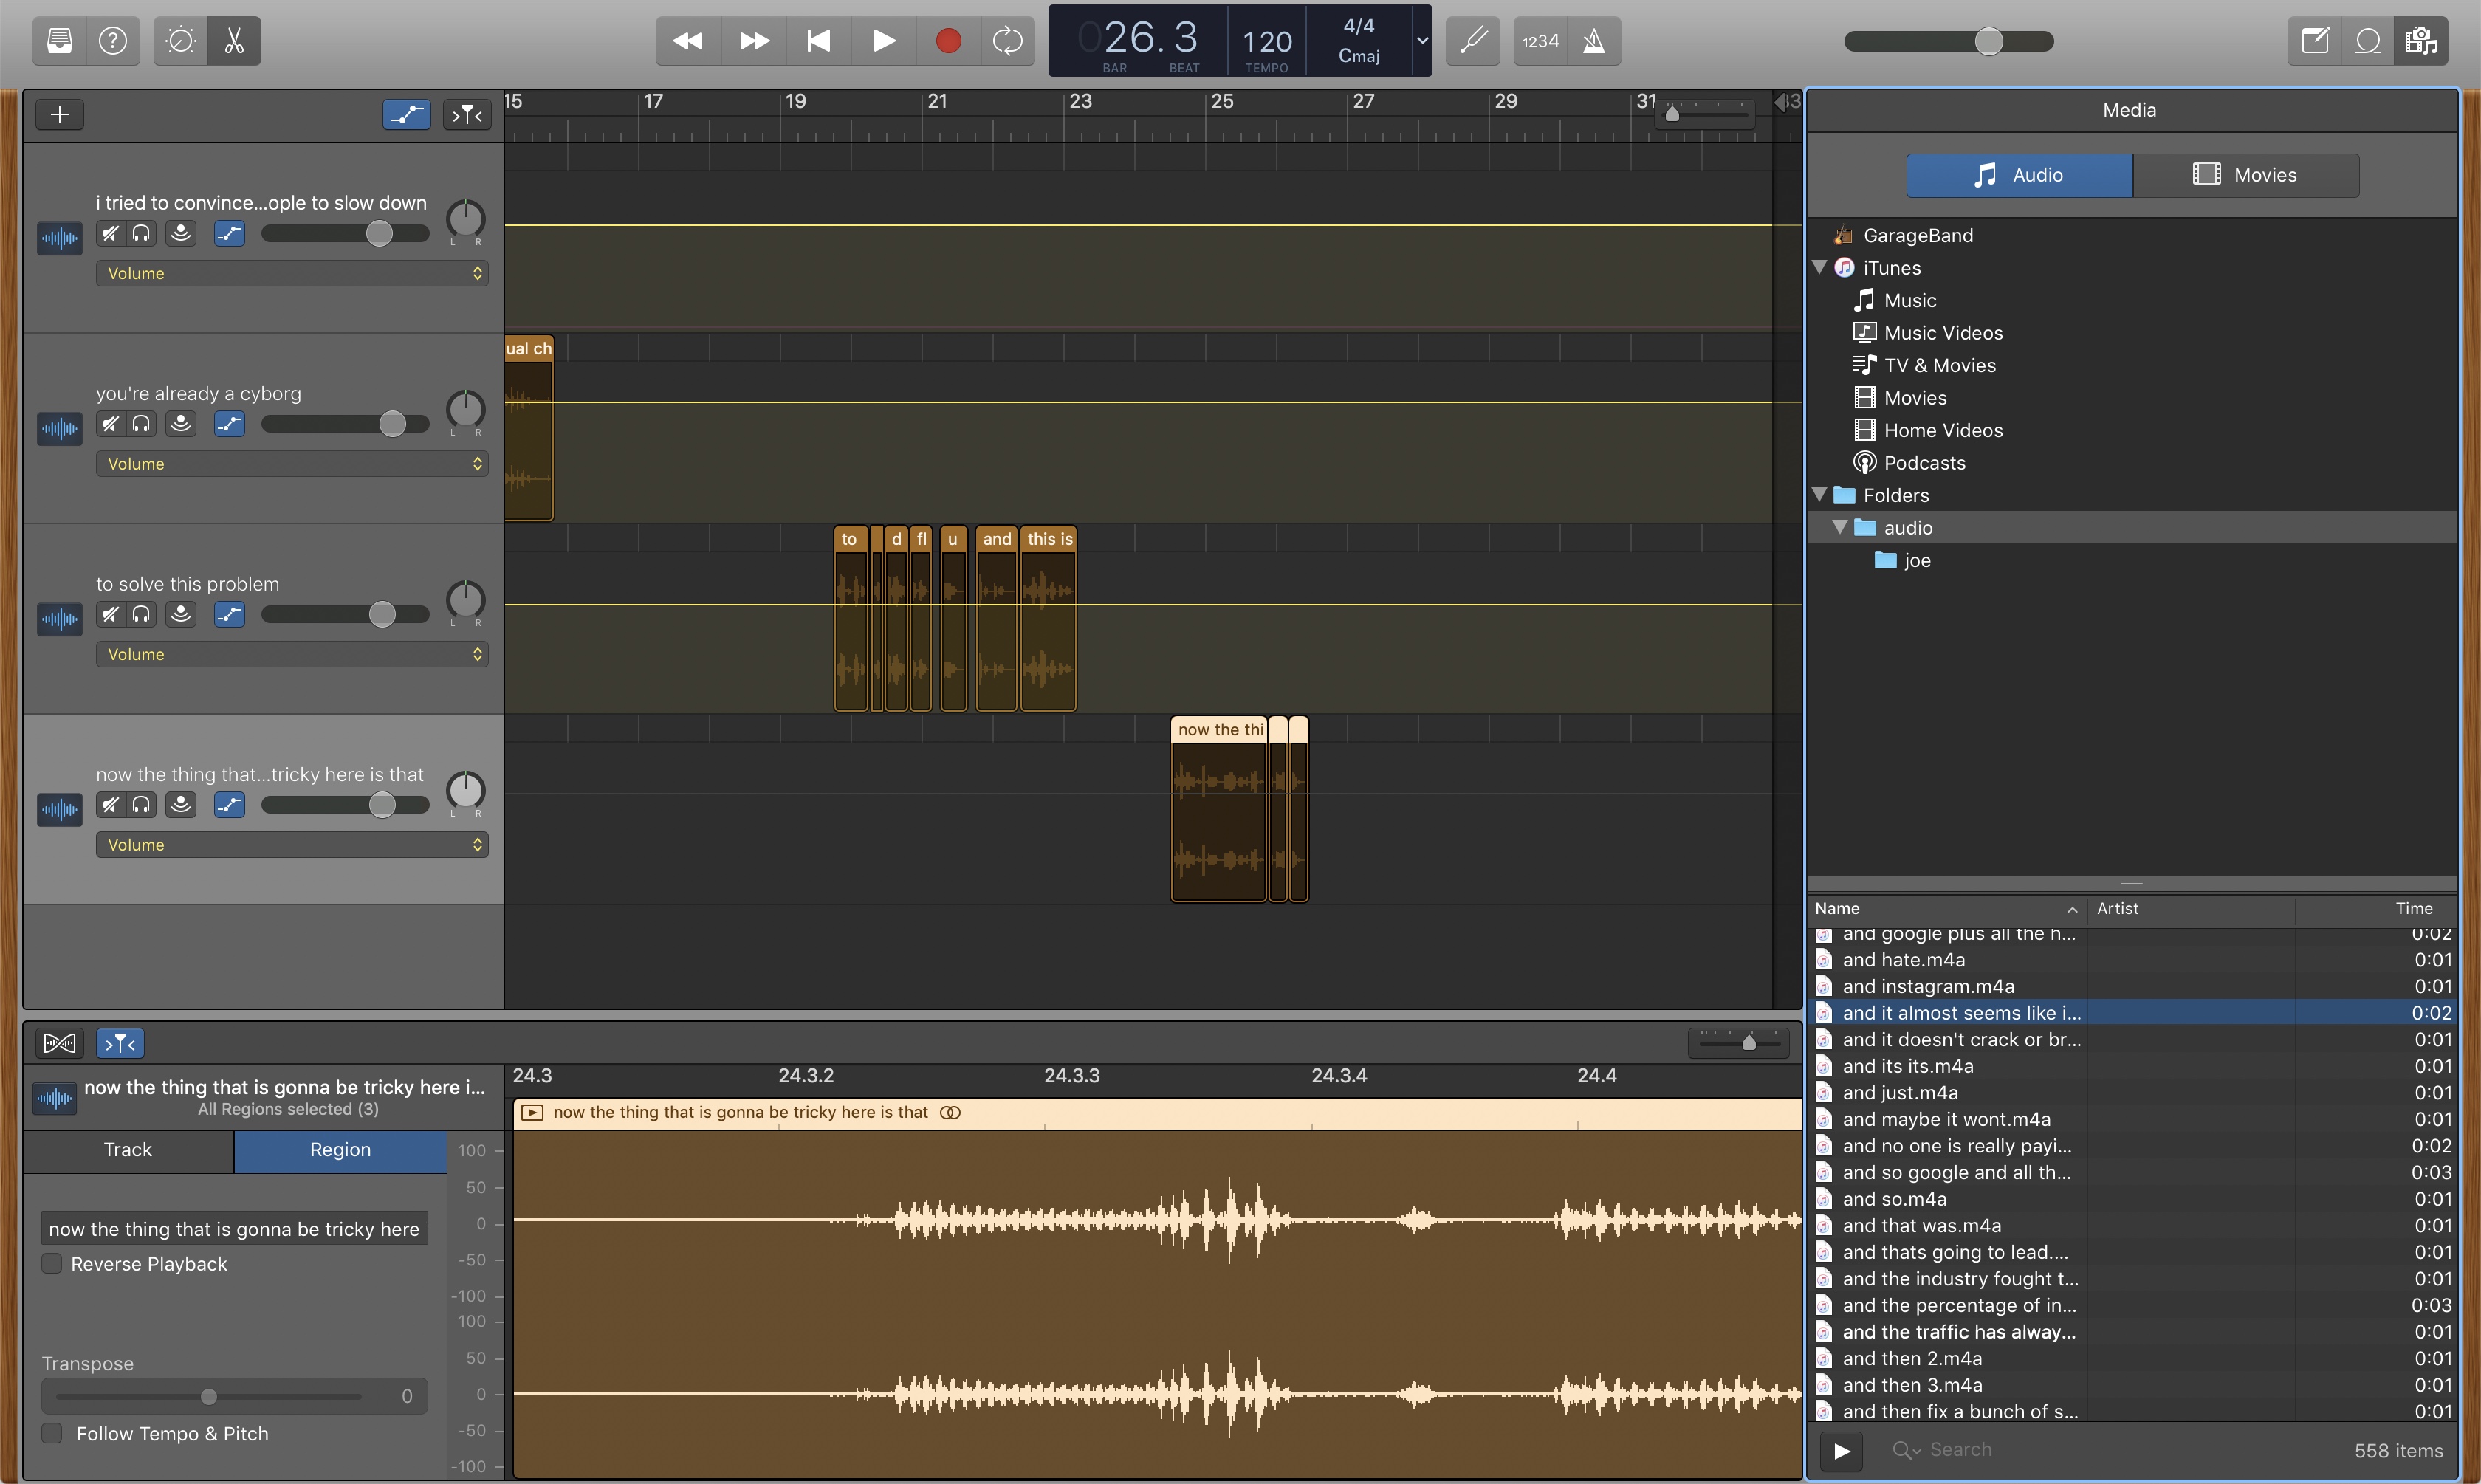 026.3
BAR BEAT
120
TEMPO
4/4
Cmaj
1234
15 17 19 21 23 25 27 29 31 33
i tried to convince...ople to slow down
L R
Volume
you're already a cyborg
L R
Volume
to solve this problem
L R
Volume
now the thing that...tricky here is that
L R
Volume
ual ch
to d fl u and this is
now the thi
Media
Audio Movies
GarageBand
iTunes
Music
Music Videos
TV & Movies
Movies
Home Videos
Podcasts
Folders
audio
joe
Name Artist Time
and google plus all the h... 0:02
and hate.m4a 0:01
and instagram.m4a 0:01
and it almost seems like i... 0:02
and it doesn't crack or br... 0:01
and its its.m4a 0:01
and just.m4a 0:01
and maybe it wont.m4a 0:01
and no one is really payi... 0:02
and so google and all th... 0:03
and so.m4a 0:01
and that was.m4a 0:01
and thats going to lead.... 0:01
and the industry fought t... 0:01
and the percentage of in... 0:03
and the traffic has alway... 0:01
and then 2.m4a 0:01
and then 3.m4a 0:01
and then fix a bunch of s... 0:01
Search
558 items
now the thing that is gonna be tricky here i...
All Regions selected (3)
Track Region
now the thing that is gonna be tricky here
Reverse Playback
Transpose
0
Follow Tempo & Pitch
24.3 24.3.2 24.3.3 24.3.4 24.4
now the thing that is gonna be tricky here is that
100
50
0
-50
-100
100
50
0
-50
-100